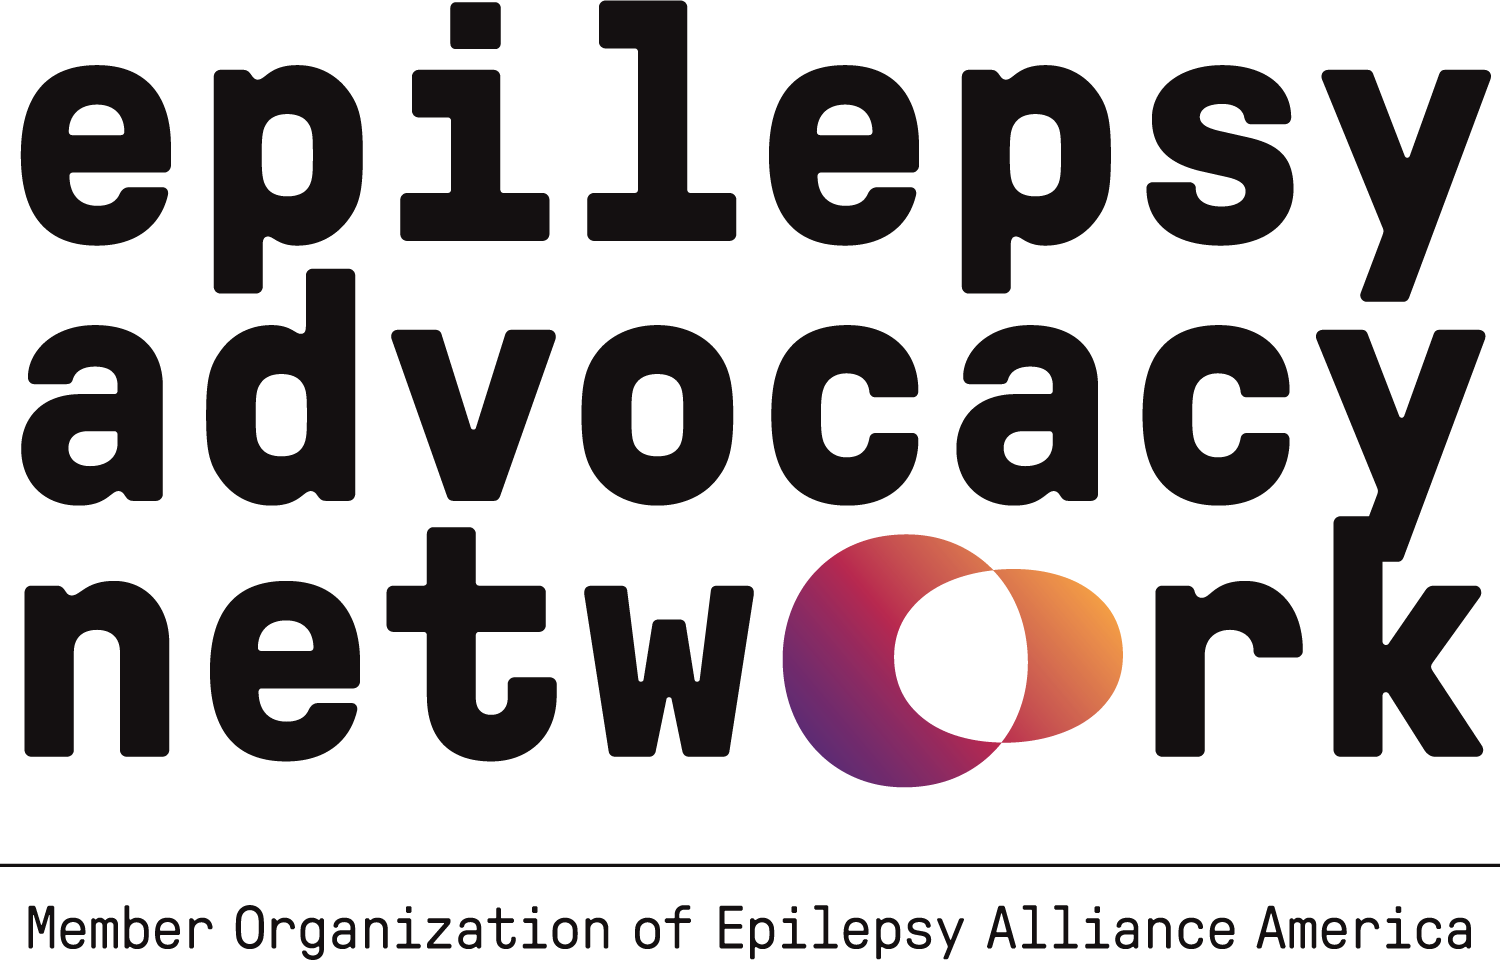 epilepsy
advocacy
network
Member Organization of Epilepsy Alliance America